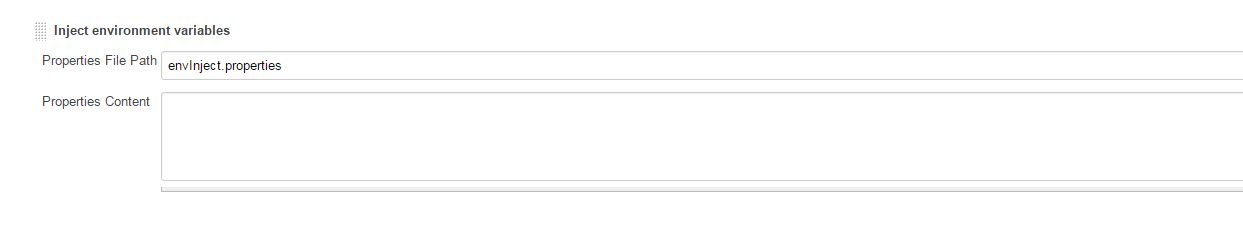 Inject environment variables
Properties File Path
envInject.properties
Properties Content